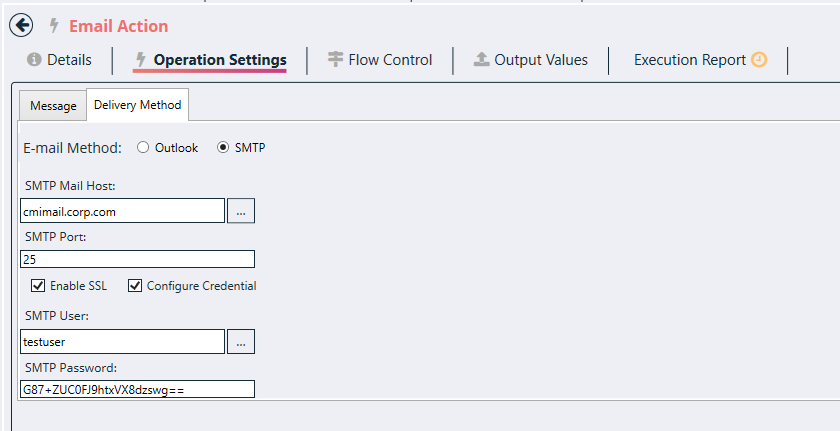 Email Action
Details
Operation Settings
Flow Control
Output Values
Execution Report
Message
Delivery Method
E-mail Method: Outlook SMTP
SMTP Mail Host:
cmimail.corp.com ...
SMTP Port:
25
Enable SSL Configure Credential
SMTP User:
testuser ...
SMTP Password:
G87+ZUC0FJ9htxVX8dzswg==